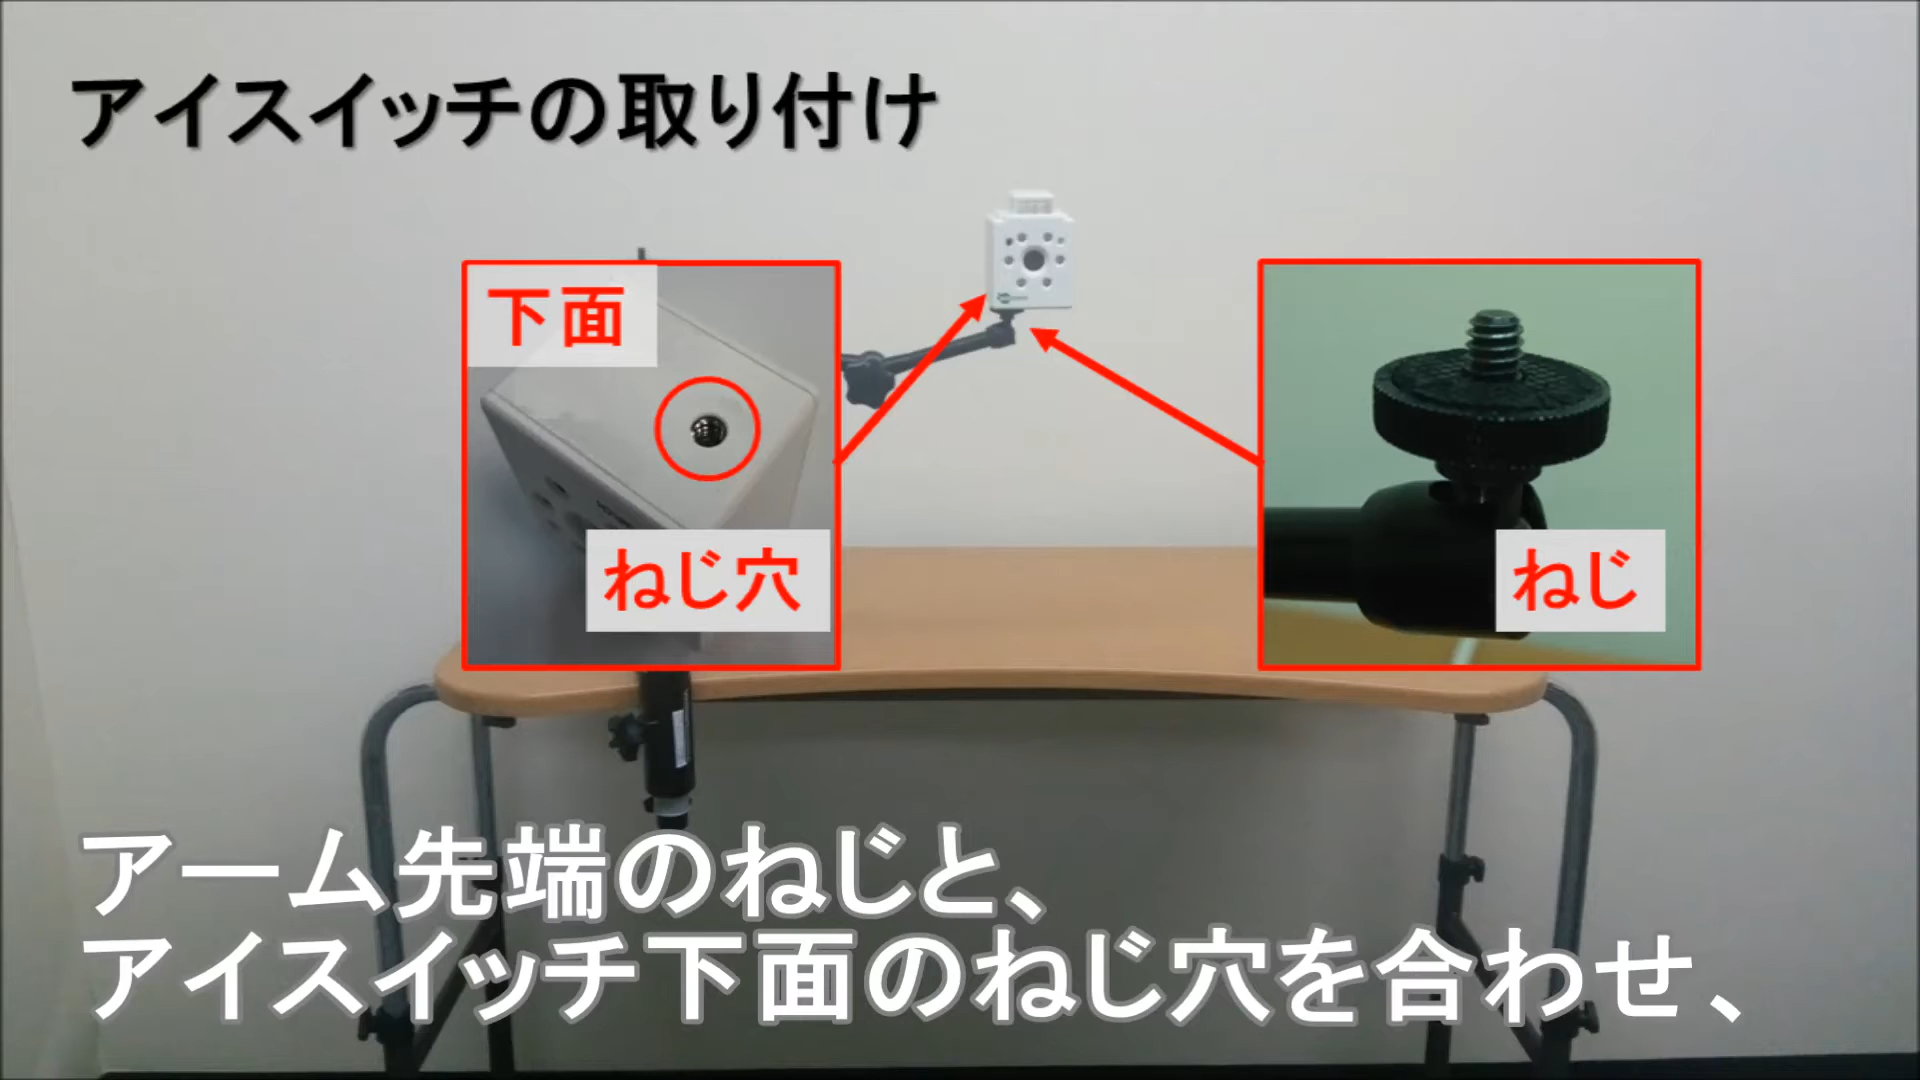 アイスイッチの取り付け
下面
ねじ穴
ねじ
アーム先端のねじと、
アイスイッチ下面のねじ穴を合わせ、